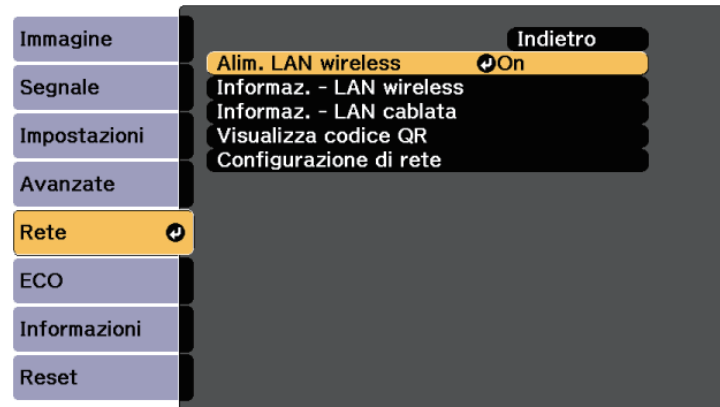 Immagine
Segnale
Impostazioni
Avanzate
Rete
ECO
Informazioni
Reset
Indietro
Alim. LAN wireless On
Informaz. - LAN wireless
Informaz. - LAN cablata
Visualizza codice QR
Configurazione di rete